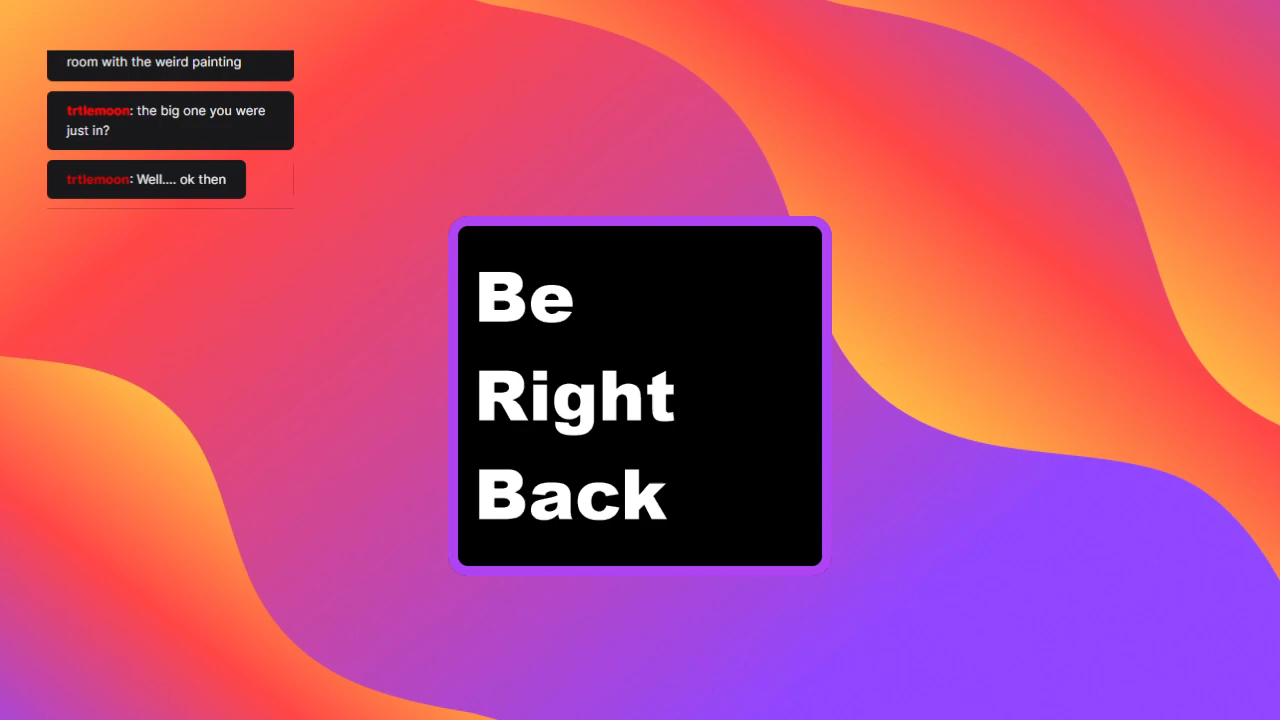 room with the weird painting
trtlemoon: the big one you were
just in?
trtlemoon: Well.... ok then
Be
Right
Back